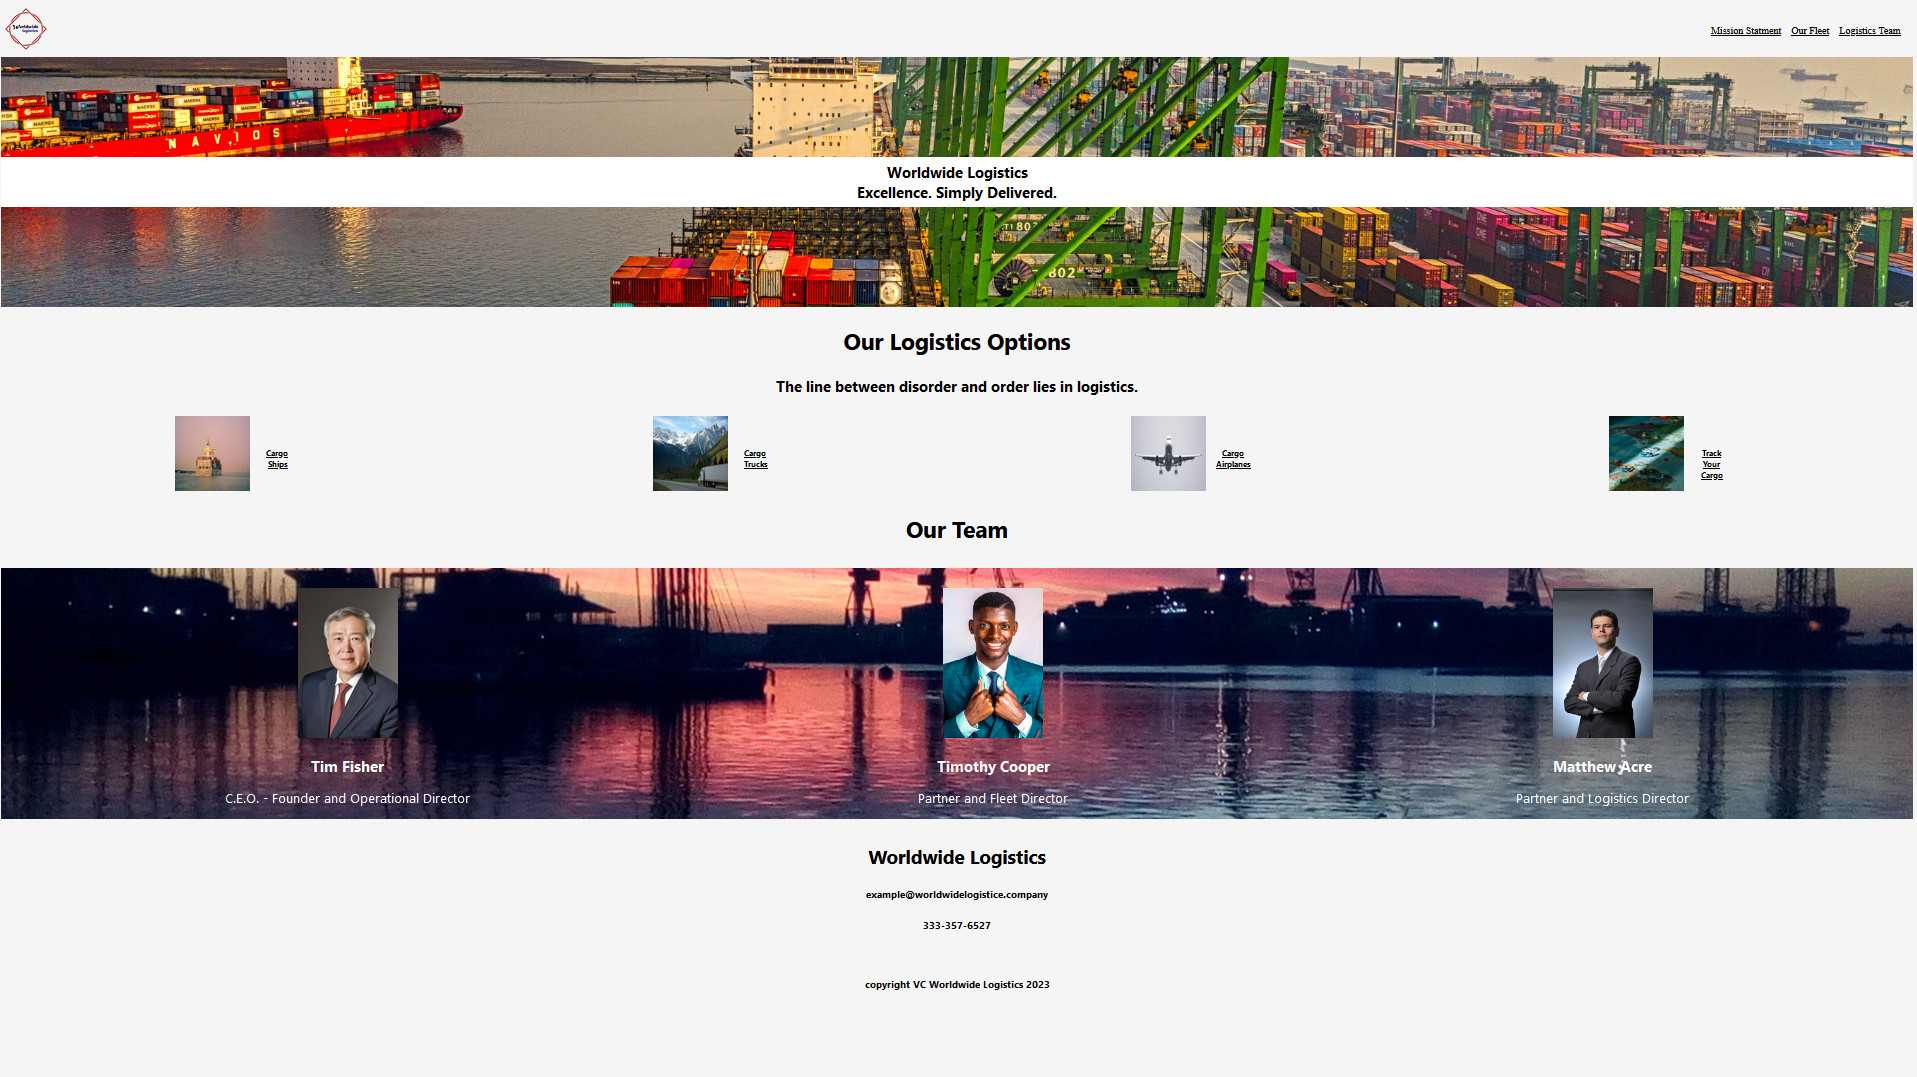 Worldwide
logistics
Mission Statment Our Fleet Logistics Team
MAERSK
NAVIOS
Worldwide Logistics
Excellence. Simply Delivered.
802
Our Logistics Options
The line between disorder and order lies in logistics.
Cargo
Ships
Cargo
Trucks
Cargo
Airplanes
Track
Your
Cargo
Our Team
Tim Fisher
C.E.O. - Founder and Operational Director
Timothy Cooper
Partner and Fleet Director
Matthew Acre
Partner and Logistics Director
Worldwide Logistics
example@worldwidelogistice.company
333-357-6527
copyright VC Worldwide Logistics 2023